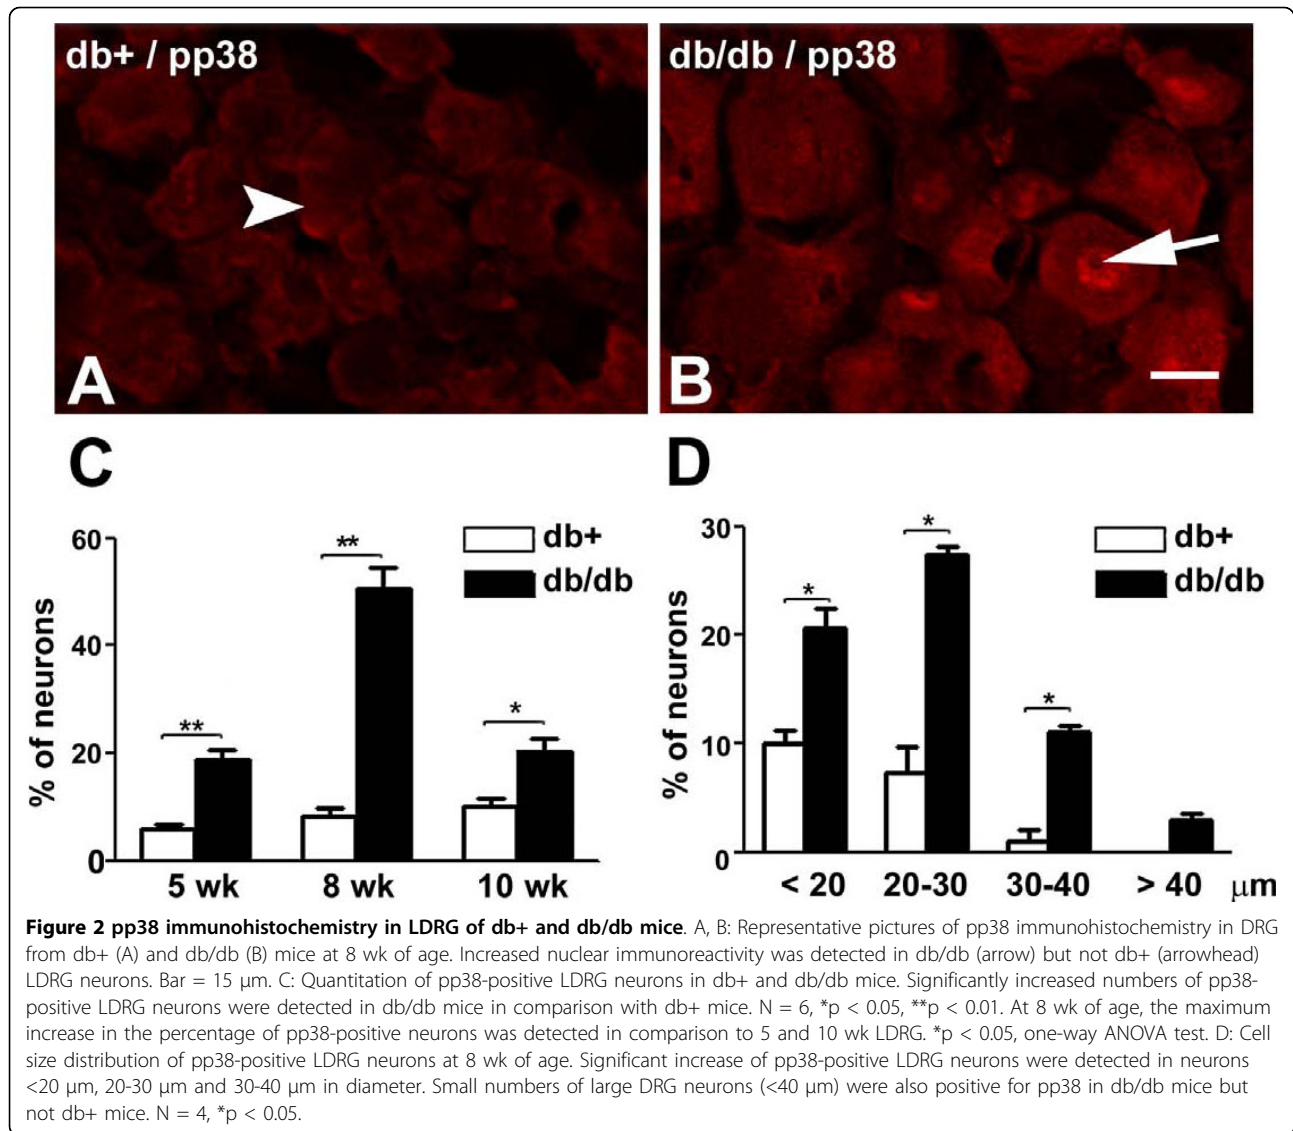 db+ / pp38
db/db / pp38
A
B
C
D
60
40
20
0
% of neurons
**
**
*
db+
db/db
5 wk
8 wk
10 wk
30
20
10
0
% of neurons
*
*
*
db+
db/db
< 20
20-30
30-40
> 40
μm
Figure 2 pp38 immunohistochemistry in LDRG of db+ and db/db mice. A, B: Representative pictures of pp38 immunohistochemistry in DRG
from db+ (A) and db/db (B) mice at 8 wk of age. Increased nuclear immunoreactivity was detected in db/db (arrow) but not db+ (arrowhead)
LDRG neurons. Bar = 15 μm. C: Quantitation of pp38-positive LDRG neurons in db+ and db/db mice. Significantly increased numbers of pp38-
positive LDRG neurons were detected in db/db mice in comparison with db+ mice. N = 6, *p < 0.05, **p < 0.01. At 8 wk of age, the maximum
increase in the percentage of pp38-positive neurons was detected in comparison to 5 and 10 wk LDRG. *p < 0.05, one-way ANOVA test. D: Cell
size distribution of pp38-positive LDRG neurons at 8 wk of age. Significant increase of pp38-positive LDRG neurons were detected in neurons
<20 μm, 20-30 μm and 30-40 μm in diameter. Small numbers of large DRG neurons (<40 μm) were also positive for pp38 in db/db mice but
not db+ mice. N = 4, *p < 0.05.